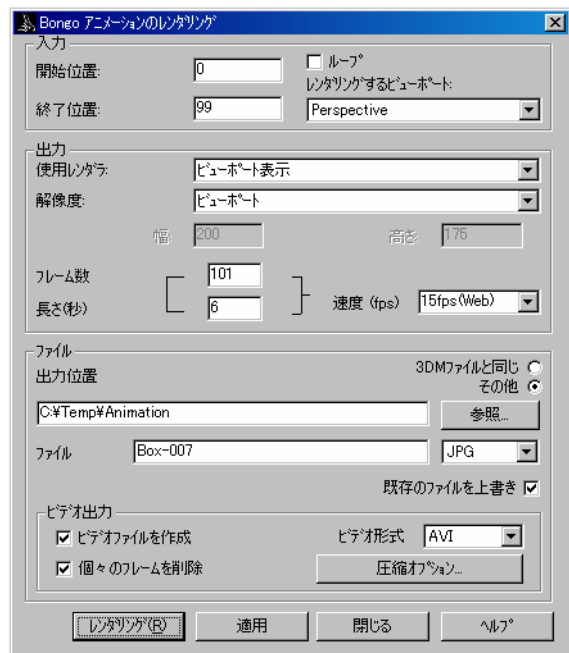 Bongo アニメーションのレンダリング
入力
開始位置: 0 ループ
レンダリングするビューポート:
終了位置: 99 Perspective
出力
使用レンダラ: ビューポート表示
解像度: ビューポート
幅: 200 高さ: 175
フレーム数 101
長さ(秒) 6 速度 (fps) 15fps(Web)
ファイル
出力位置 3DMファイルと同じ
その他
C:¥Temp¥Animation 参照...
ファイル Box-007 JPG
既存のファイルを上書き
ビデオ出力
ビデオファイルを作成 ビデオ形式 AVI
個々のフレームを削除 圧縮オプション...
レンダリング(R) 適用 閉じる ヘルプ